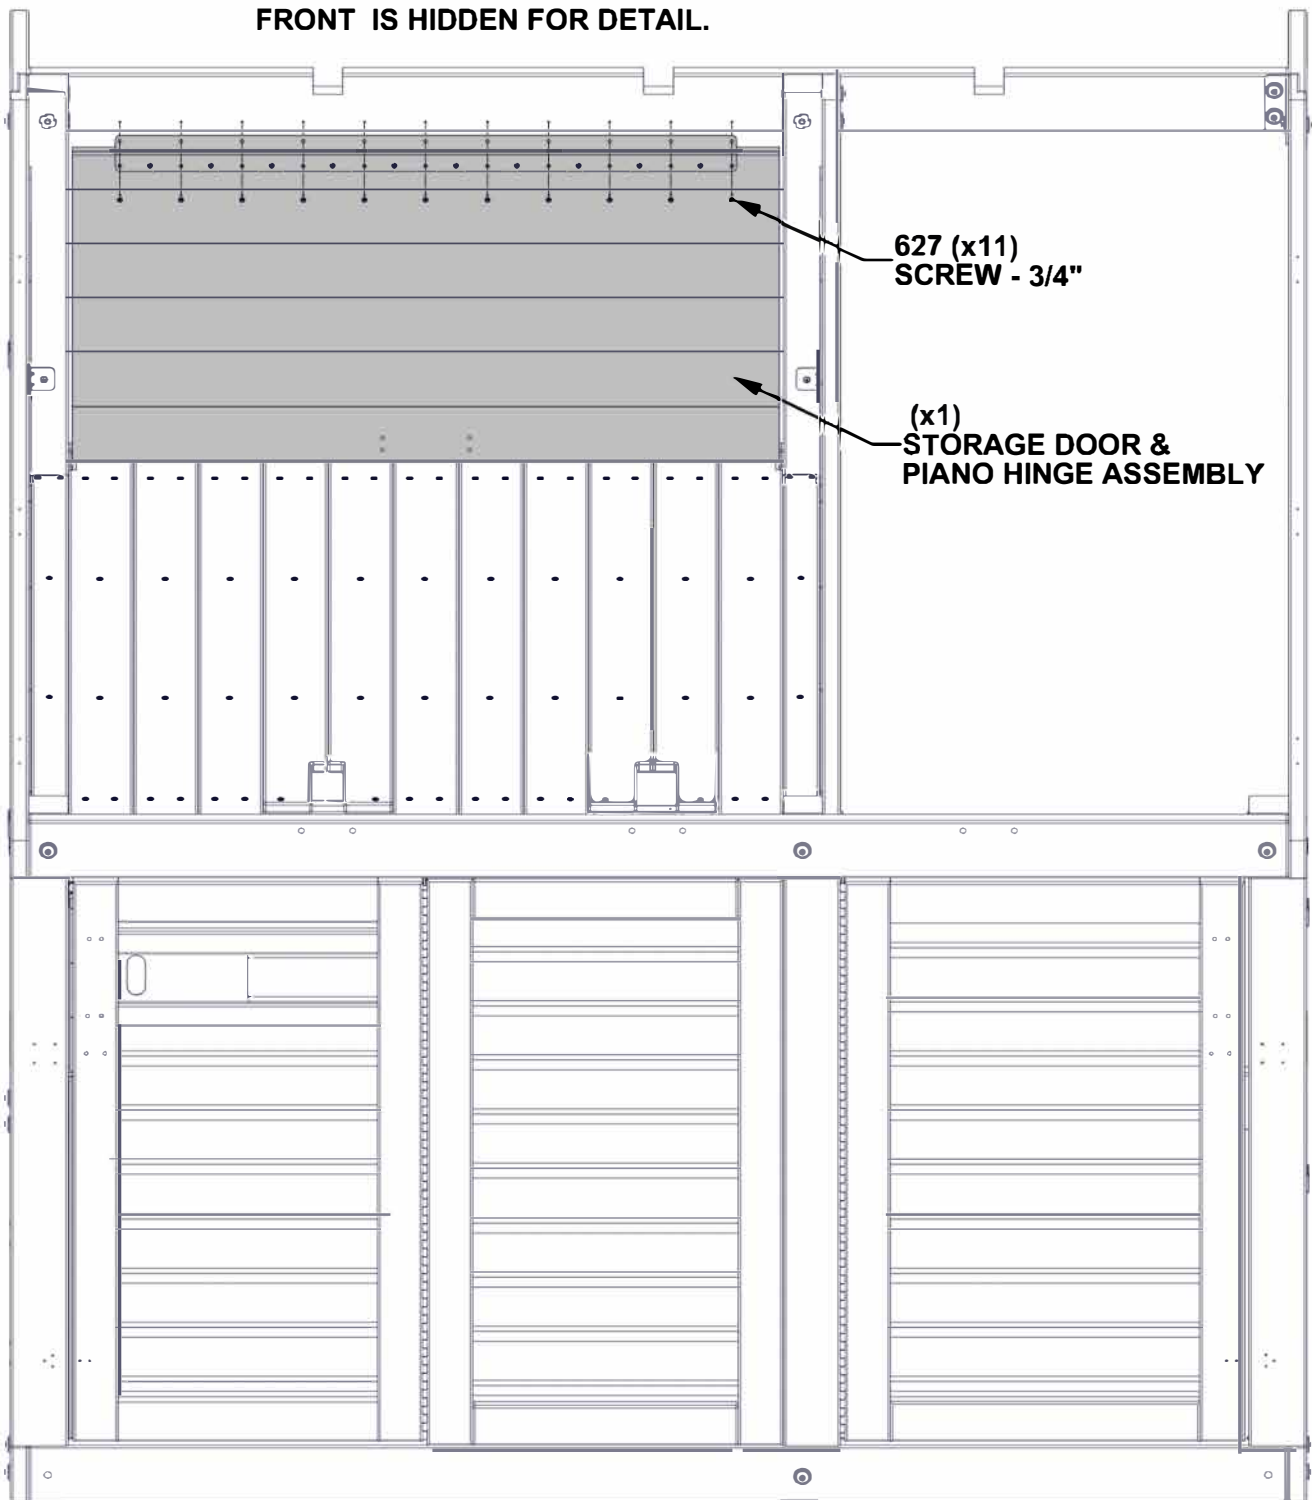 FRONT IS HIDDEN FOR DETAIL.
627 (x11)
SCREW - 3/4"
(x1)
STORAGE DOOR &
PIANO HINGE ASSEMBLY